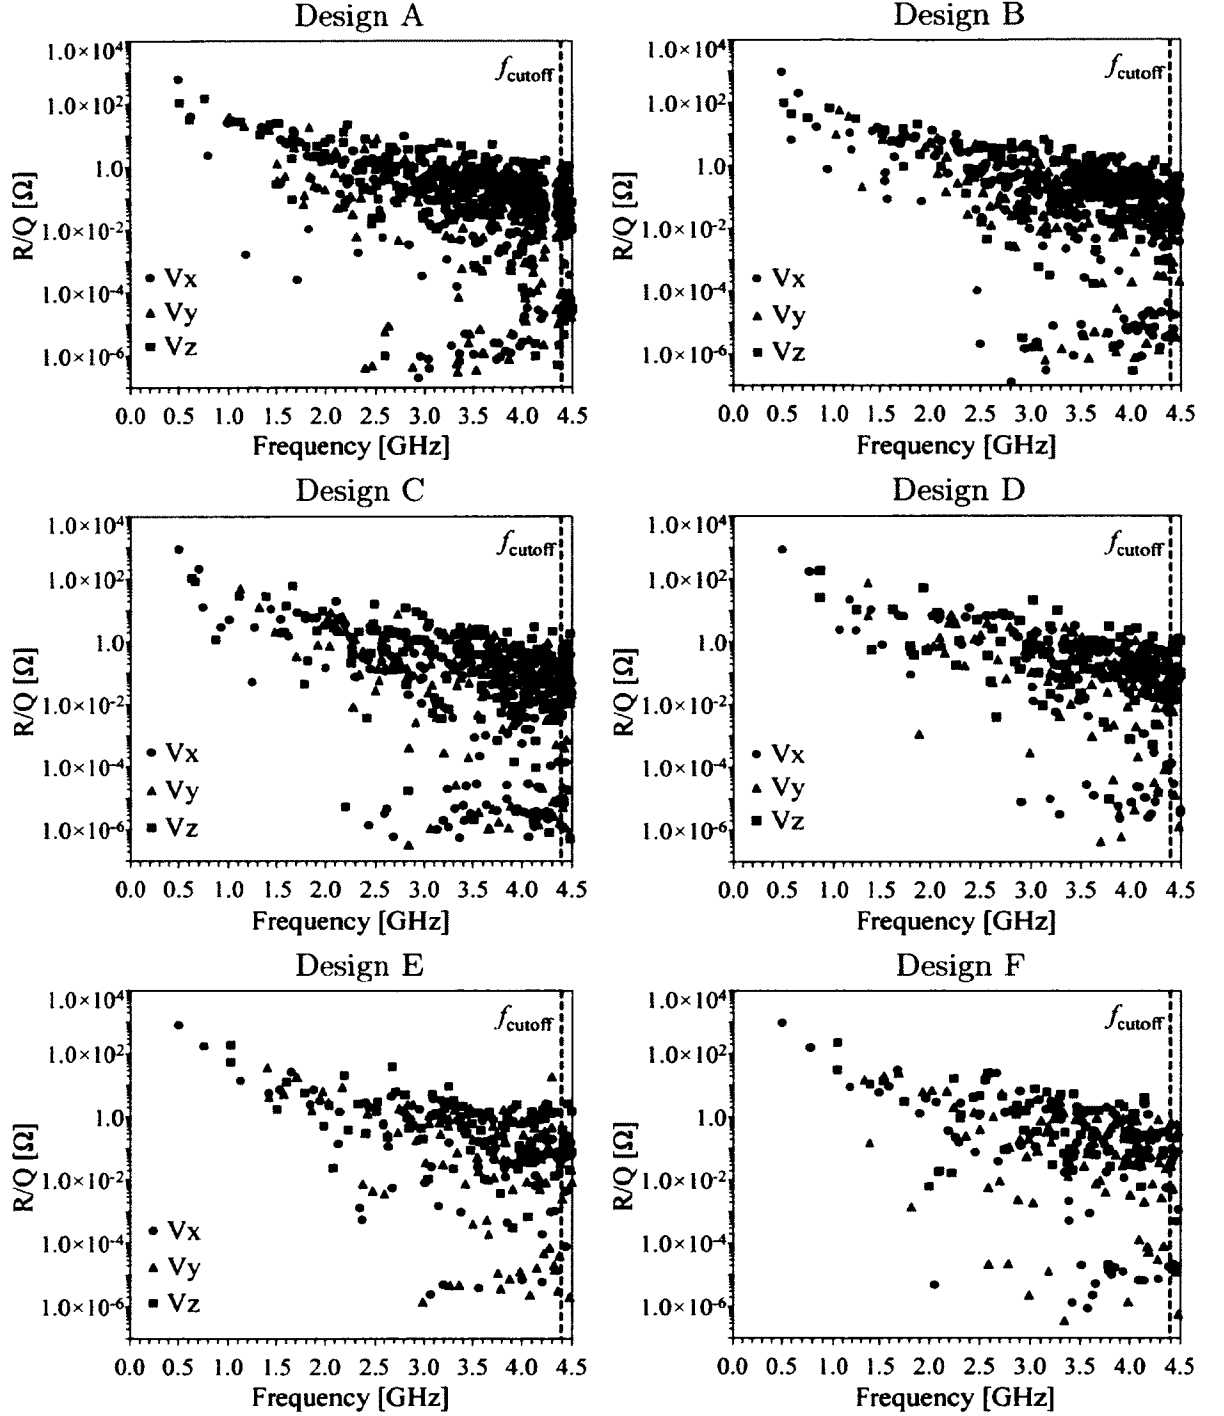 Design A
1.0×10⁴
1.0×10²
1.0
1.0×10⁻²
1.0×10⁻⁴
1.0×10⁻⁶
R/Q [Ω]
f cutoff
Vx
Vy
Vz
0.0 0.5 1.0 1.5 2.0 2.5 3.0 3.5 4.0 4.5
Frequency [GHz]
Design B
1.0×10⁴
1.0×10²
1.0
1.0×10⁻²
1.0×10⁻⁴
1.0×10⁻⁶
R/Q [Ω]
f cutoff
Vx
Vy
Vz
0.0 0.5 1.0 1.5 2.0 2.5 3.0 3.5 4.0 4.5
Frequency [GHz]
Design C
1.0×10⁴
1.0×10²
1.0
1.0×10⁻²
1.0×10⁻⁴
1.0×10⁻⁶
R/Q [Ω]
f cutoff
Vx
Vy
Vz
0.0 0.5 1.0 1.5 2.0 2.5 3.0 3.5 4.0 4.5
Frequency [GHz]
Design D
1.0×10⁴
1.0×10²
1.0
1.0×10⁻²
1.0×10⁻⁴
1.0×10⁻⁶
R/Q [Ω]
f cutoff
Vx
Vy
Vz
0.0 0.5 1.0 1.5 2.0 2.5 3.0 3.5 4.0 4.5
Frequency [GHz]
Design E
1.0×10⁴
1.0×10²
1.0
1.0×10⁻²
1.0×10⁻⁴
1.0×10⁻⁶
R/Q [Ω]
f cutoff
Vx
Vy
Vz
0.0 0.5 1.0 1.5 2.0 2.5 3.0 3.5 4.0 4.5
Frequency [GHz]
Design F
1.0×10⁴
1.0×10²
1.0
1.0×10⁻²
1.0×10⁻⁴
1.0×10⁻⁶
R/Q [Ω]
f cutoff
0.0 0.5 1.0 1.5 2.0 2.5 3.0 3.5 4.0 4.5
Frequency [GHz]